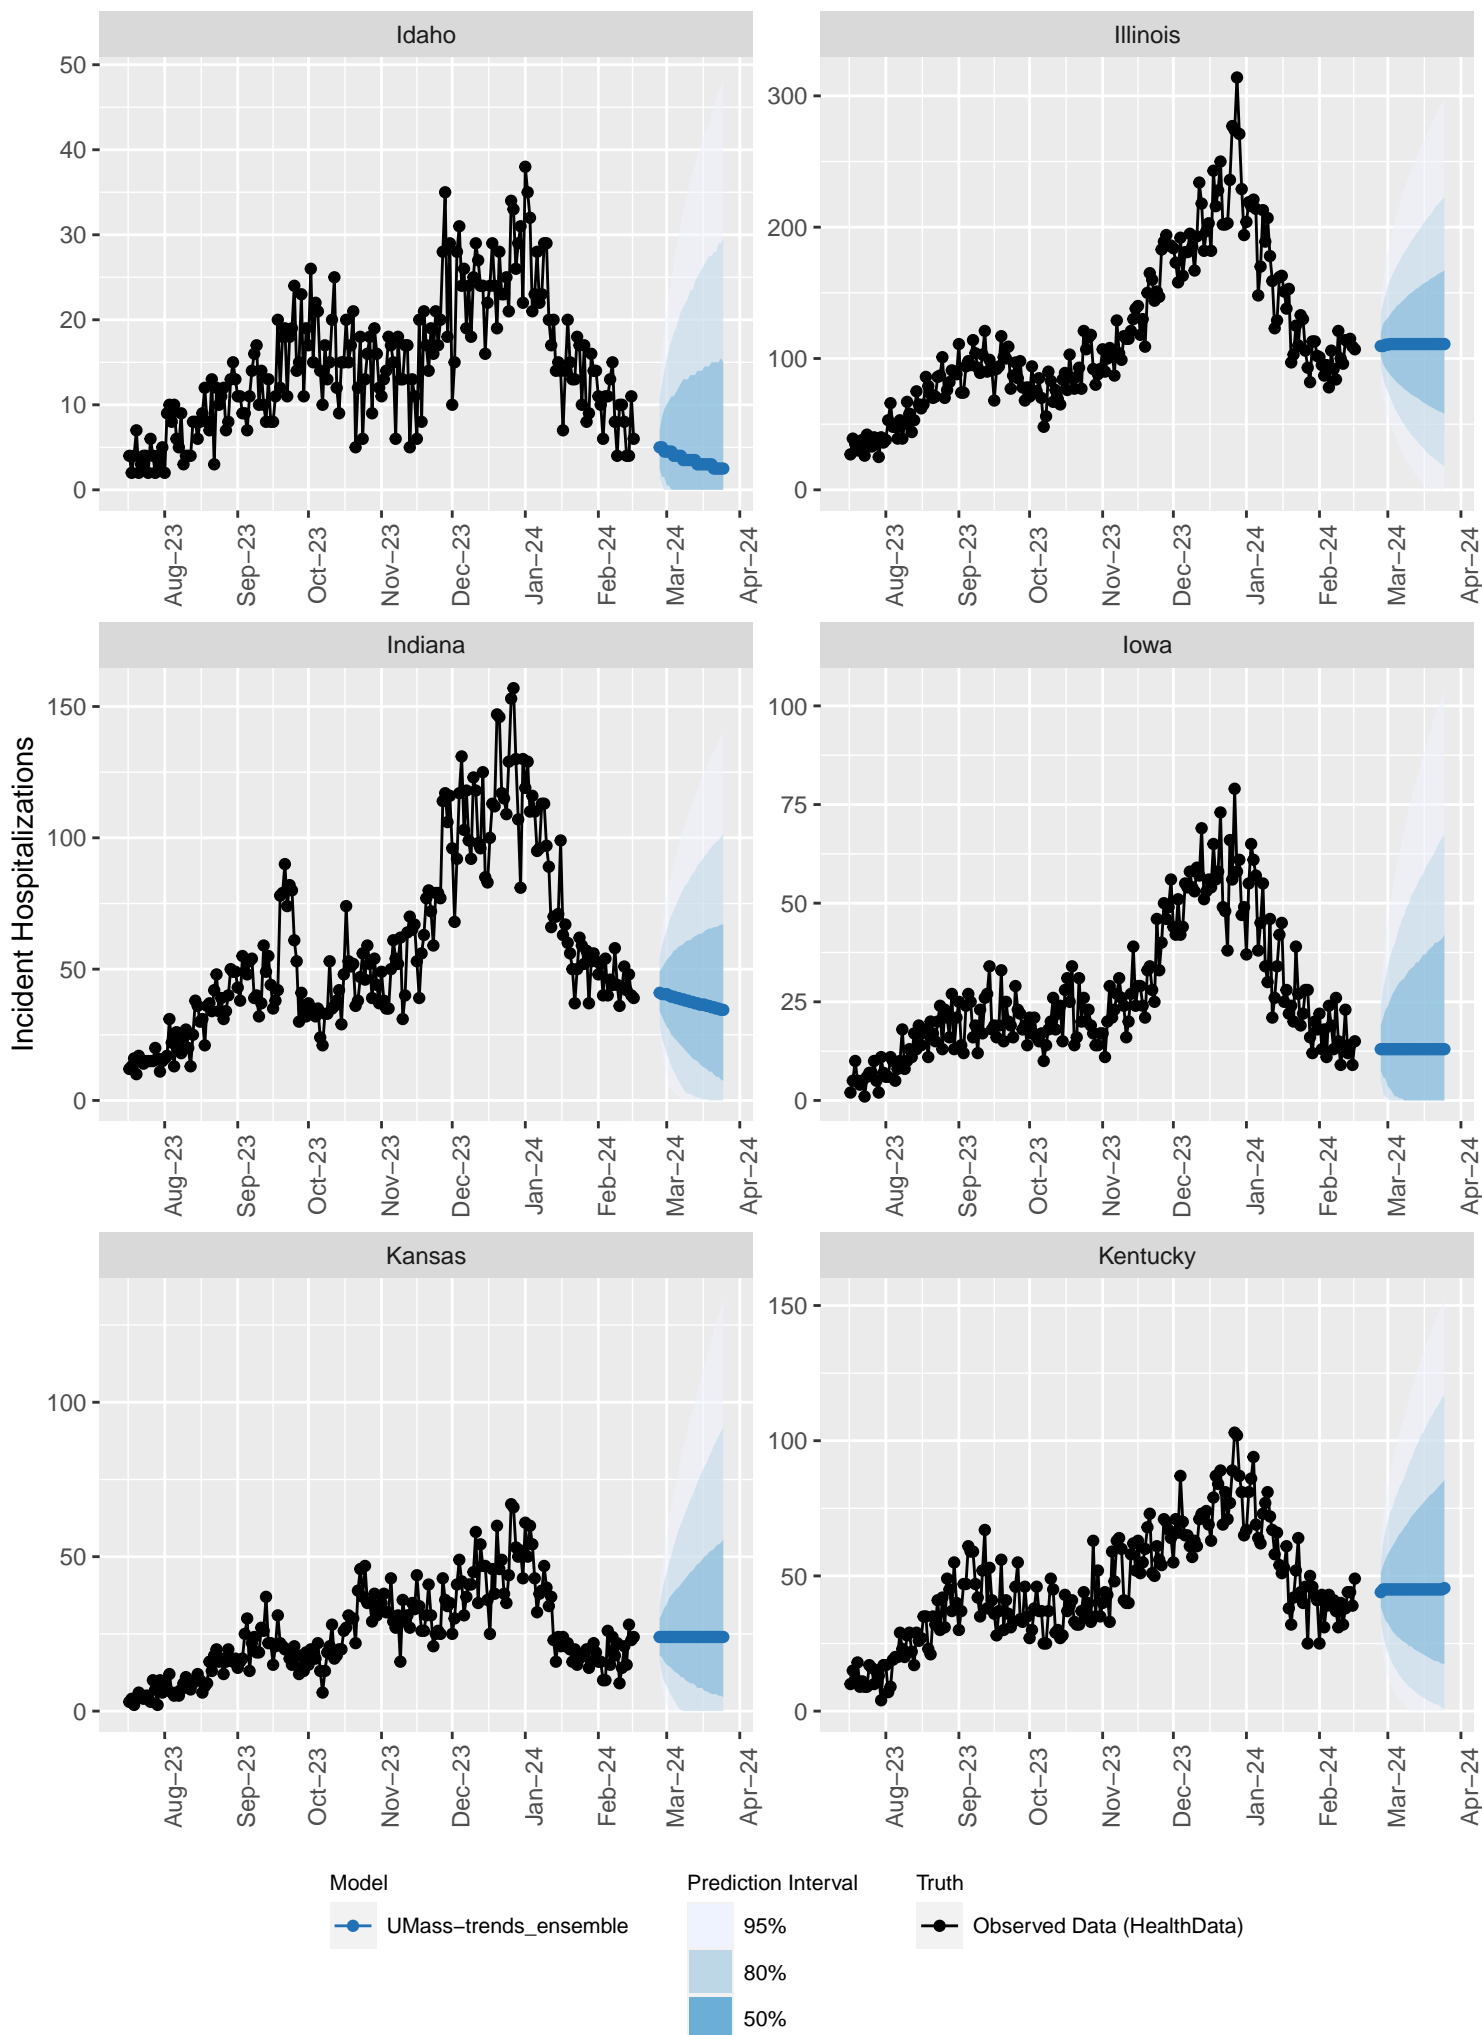 Idaho
Illinois
50
40
30
20
10
0
300
200
100
0
Aug−23
Sep−23
Oct−23
Nov−23
Dec−23
Jan−24
Feb−24
Mar−24
Apr−24
Aug−23
Sep−23
Oct−23
Nov−23
Dec−23
Jan−24
Feb−24
Mar−24
Apr−24
Incident Hospitalizations
Indiana
Iowa
150
100
50
0
100
75
50
25
0
Aug−23
Sep−23
Oct−23
Nov−23
Dec−23
Jan−24
Feb−24
Mar−24
Apr−24
Aug−23
Sep−23
Oct−23
Nov−23
Dec−23
Jan−24
Feb−24
Mar−24
Apr−24
Kansas
Kentucky
100
50
0
150
100
50
0
Aug−23
Sep−23
Oct−23
Nov−23
Dec−23
Jan−24
Feb−24
Mar−24
Apr−24
Aug−23
Sep−23
Oct−23
Nov−23
Dec−23
Jan−24
Feb−24
Mar−24
Apr−24
Model
UMass−trends_ensemble
Prediction Interval
95%
80%
50%
Truth
Observed Data (HealthData)